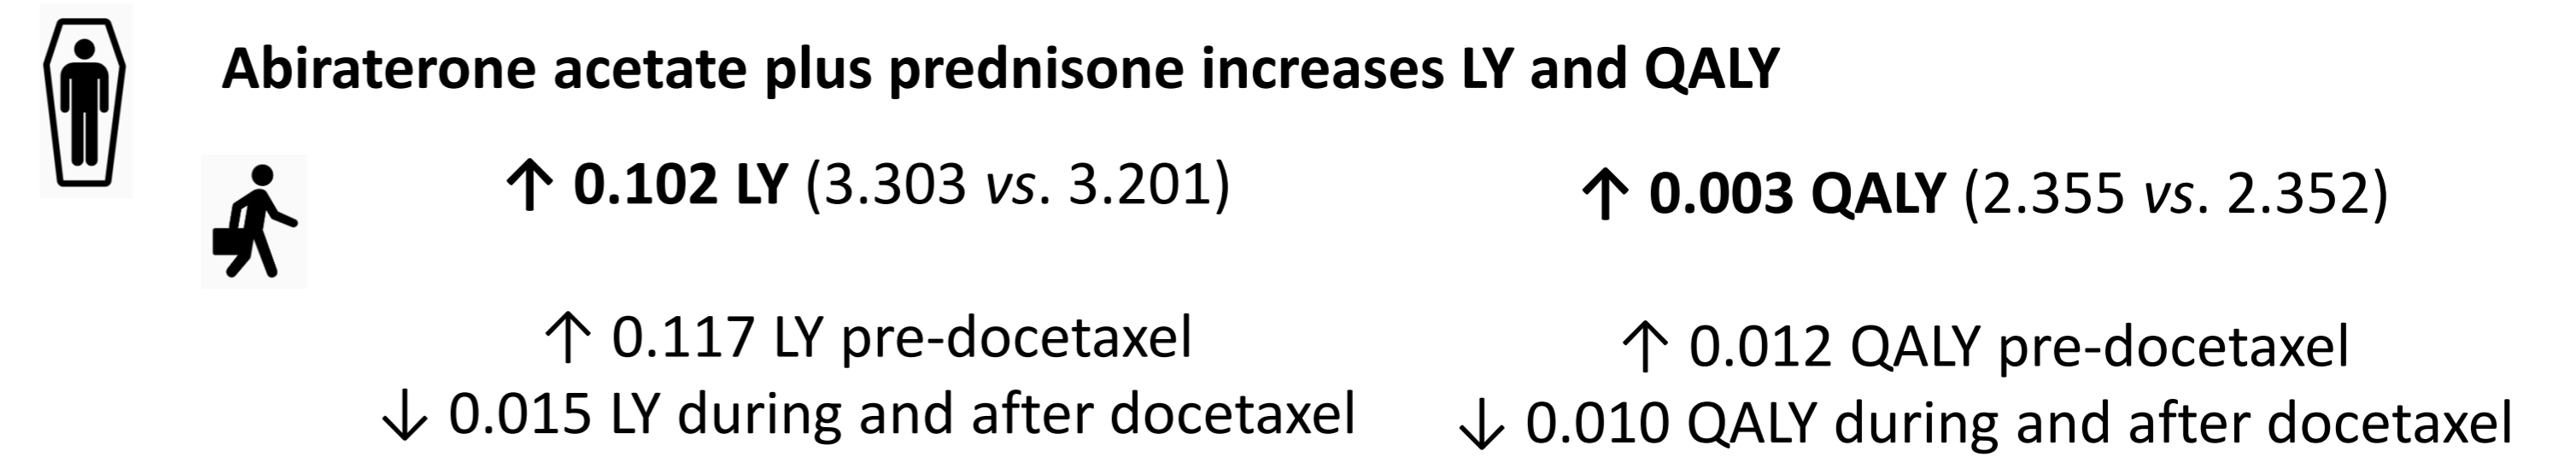 Abiraterone acetate plus prednisone increases LY and QALY
↑ 0.102 LY (3.303 vs. 3.201)
↑ 0.003 QALY (2.355 vs. 2.352)
↑ 0.117 LY pre-docetaxel
↓ 0.015 LY during and after docetaxel
↑ 0.012 QALY pre-docetaxel
↓ 0.010 QALY during and after docetaxel